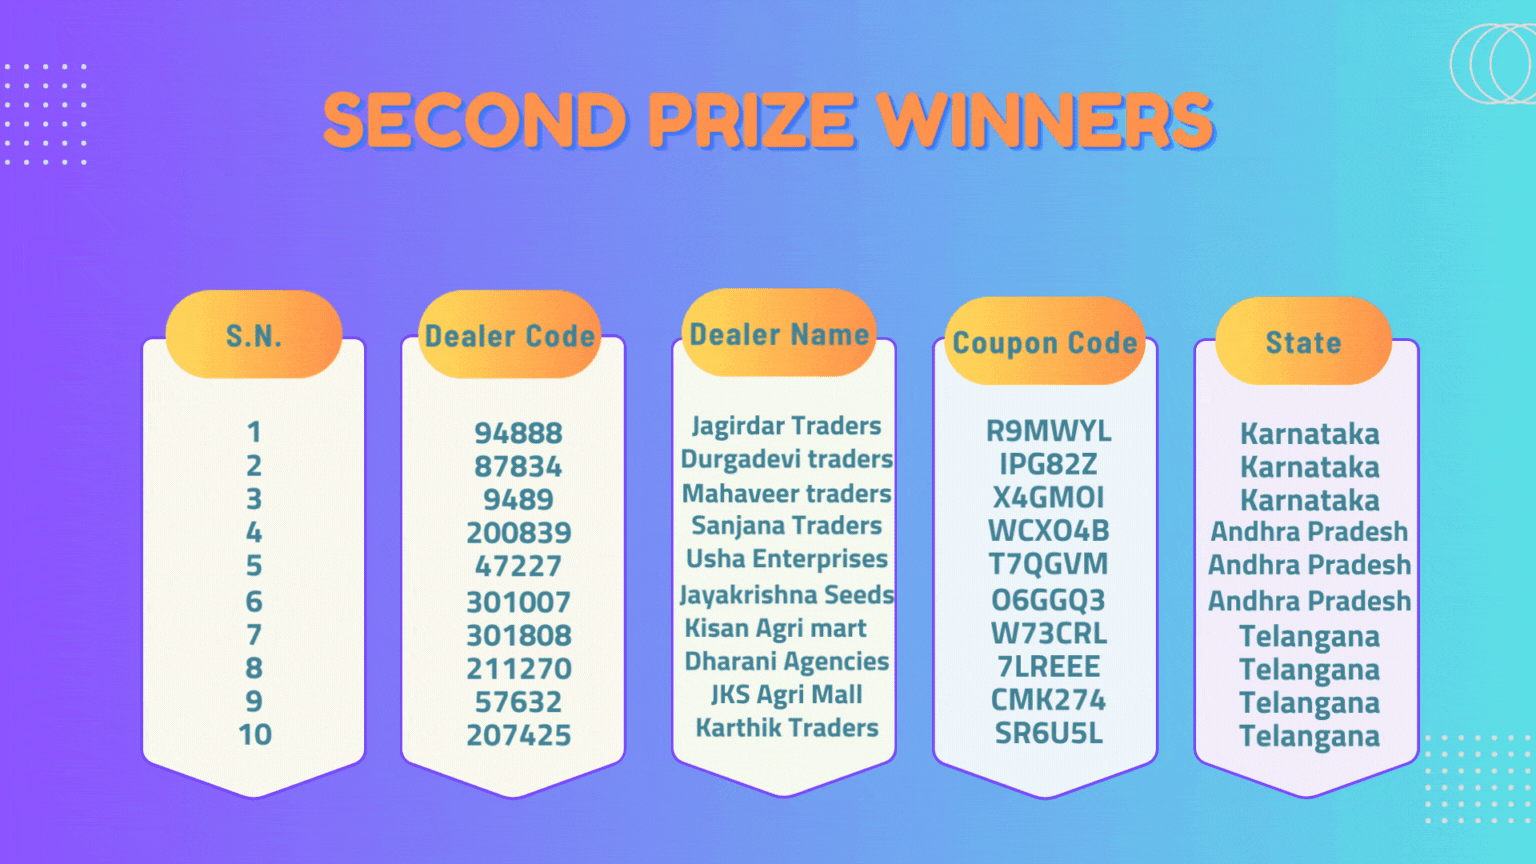 SECOND PRIZE WINNERS
S.N. Dealer Code Dealer Name Coupon Code State
1 94888 Jagirdar Traders R9MWYL Karnataka
2 87834 Durgadevi traders IPG82Z Karnataka
3 9489 Mahaveer traders X4GMOI Karnataka
4 200839 Sanjana Traders WCXO4B Andhra Pradesh
5 47227 Usha Enterprises T7QGVM Andhra Pradesh
6 301007 Jayakrishna Seeds O6GGQ3 Andhra Pradesh
7 301808 Kisan Agri mart W73CRL Telangana
8 211270 Dharani Agencies 7LREEE Telangana
9 57632 JKS Agri Mall CMK274 Telangana
10 207425 Karthik Traders SR6U5L Telangana